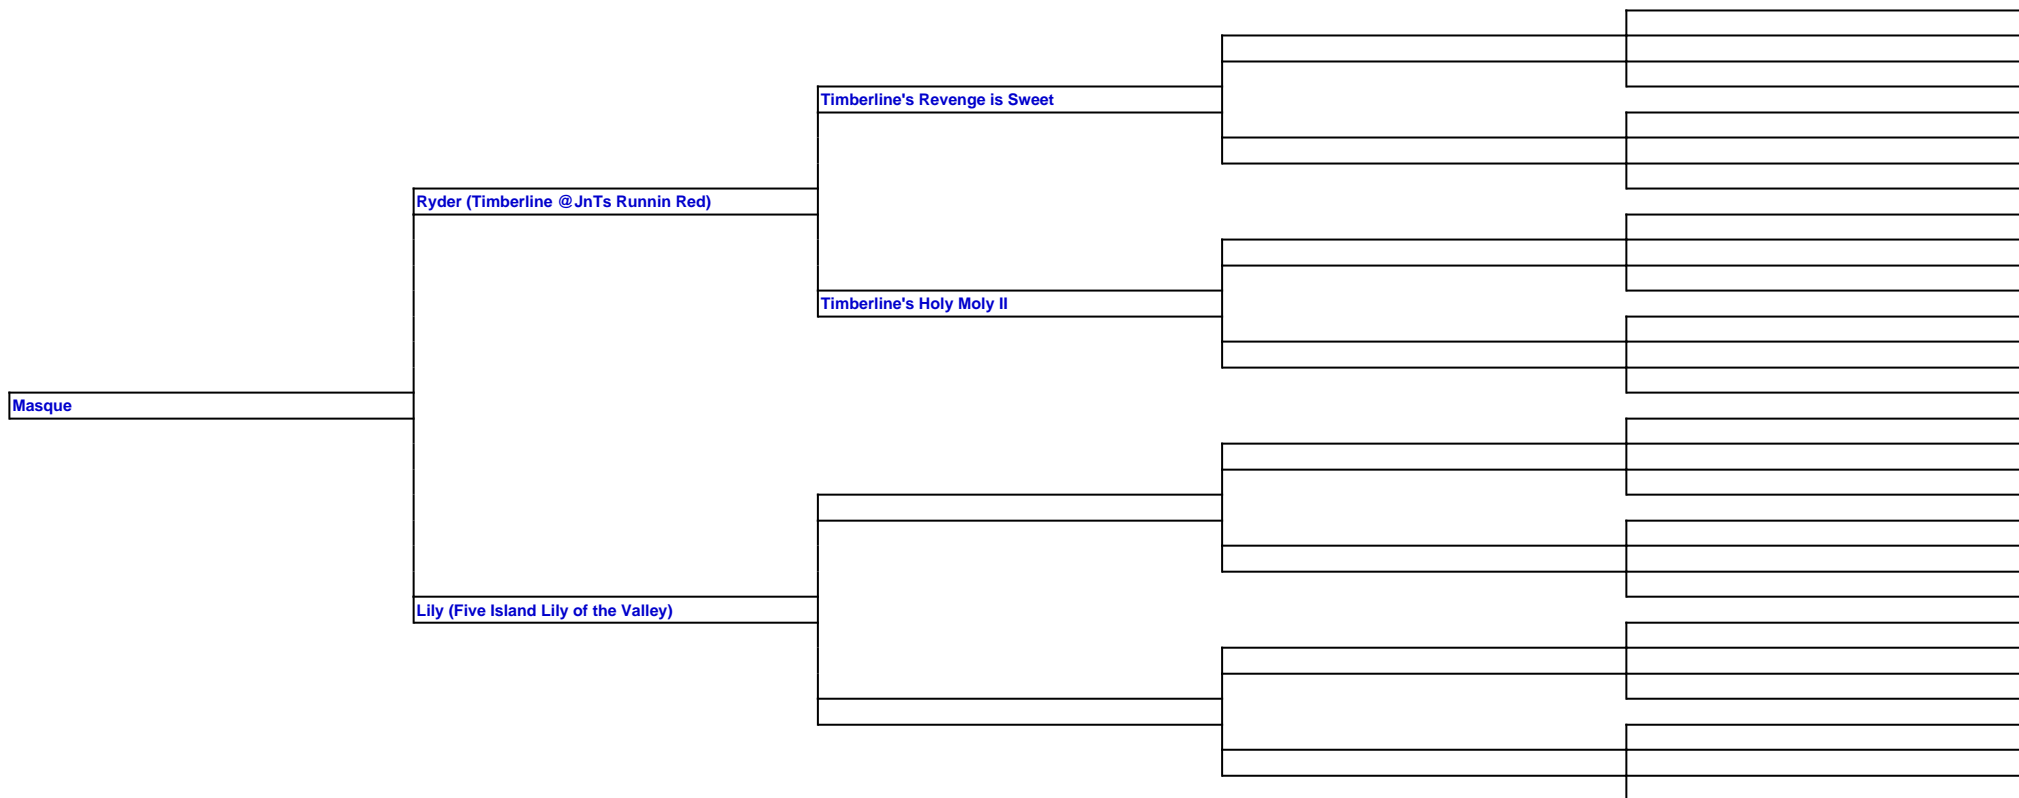 Timberline's Revenge is Sweet
Ryder (Timberline @JnTs Runnin Red)
Timberline's Holy Moly II
Masque
Lily (Five Island Lily of the Valley)